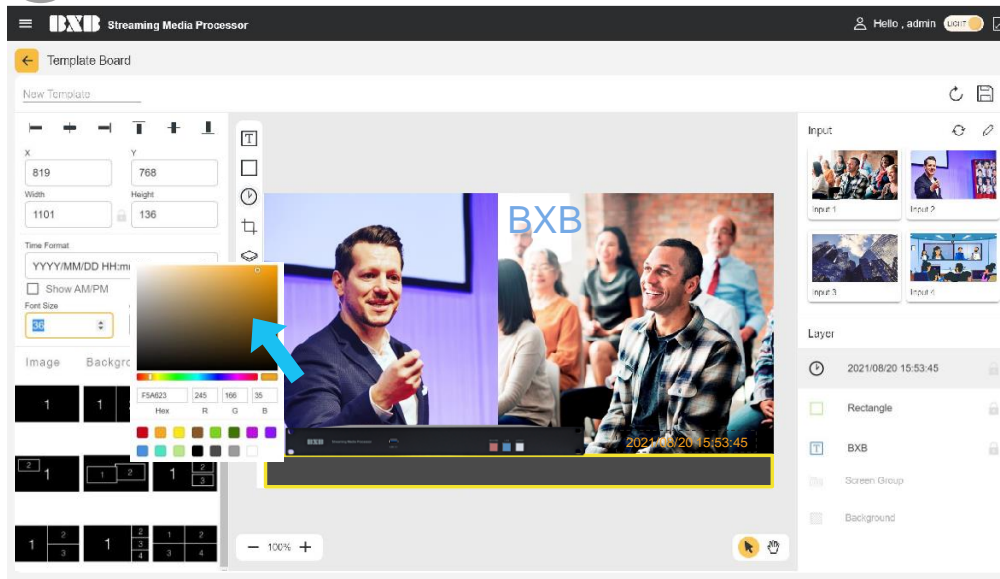 BXB Streaming Media Processor
Hello , admin
LIGHT
Template Board
New Template
X
Y
819
768
Width
Height
1101
136
Time Format
YYYY/MM/DD HH:m
Show AM/PM
Font Size
36
Image
Backgro
F5A623
245
166
35
Hex
R
G
B
1
1
2
1
1
2
1
2
3
1
2
3
1
2
3
4
1
2
3
4
BXB
BXB
Streaming Media Processor
2021/08/20 15:53:45
100%
Input
Input 1
Input 2
Input 3
Input 4
Layer
2021/08/20 15:53:45
Rectangle
BXB
Screen Group
Background